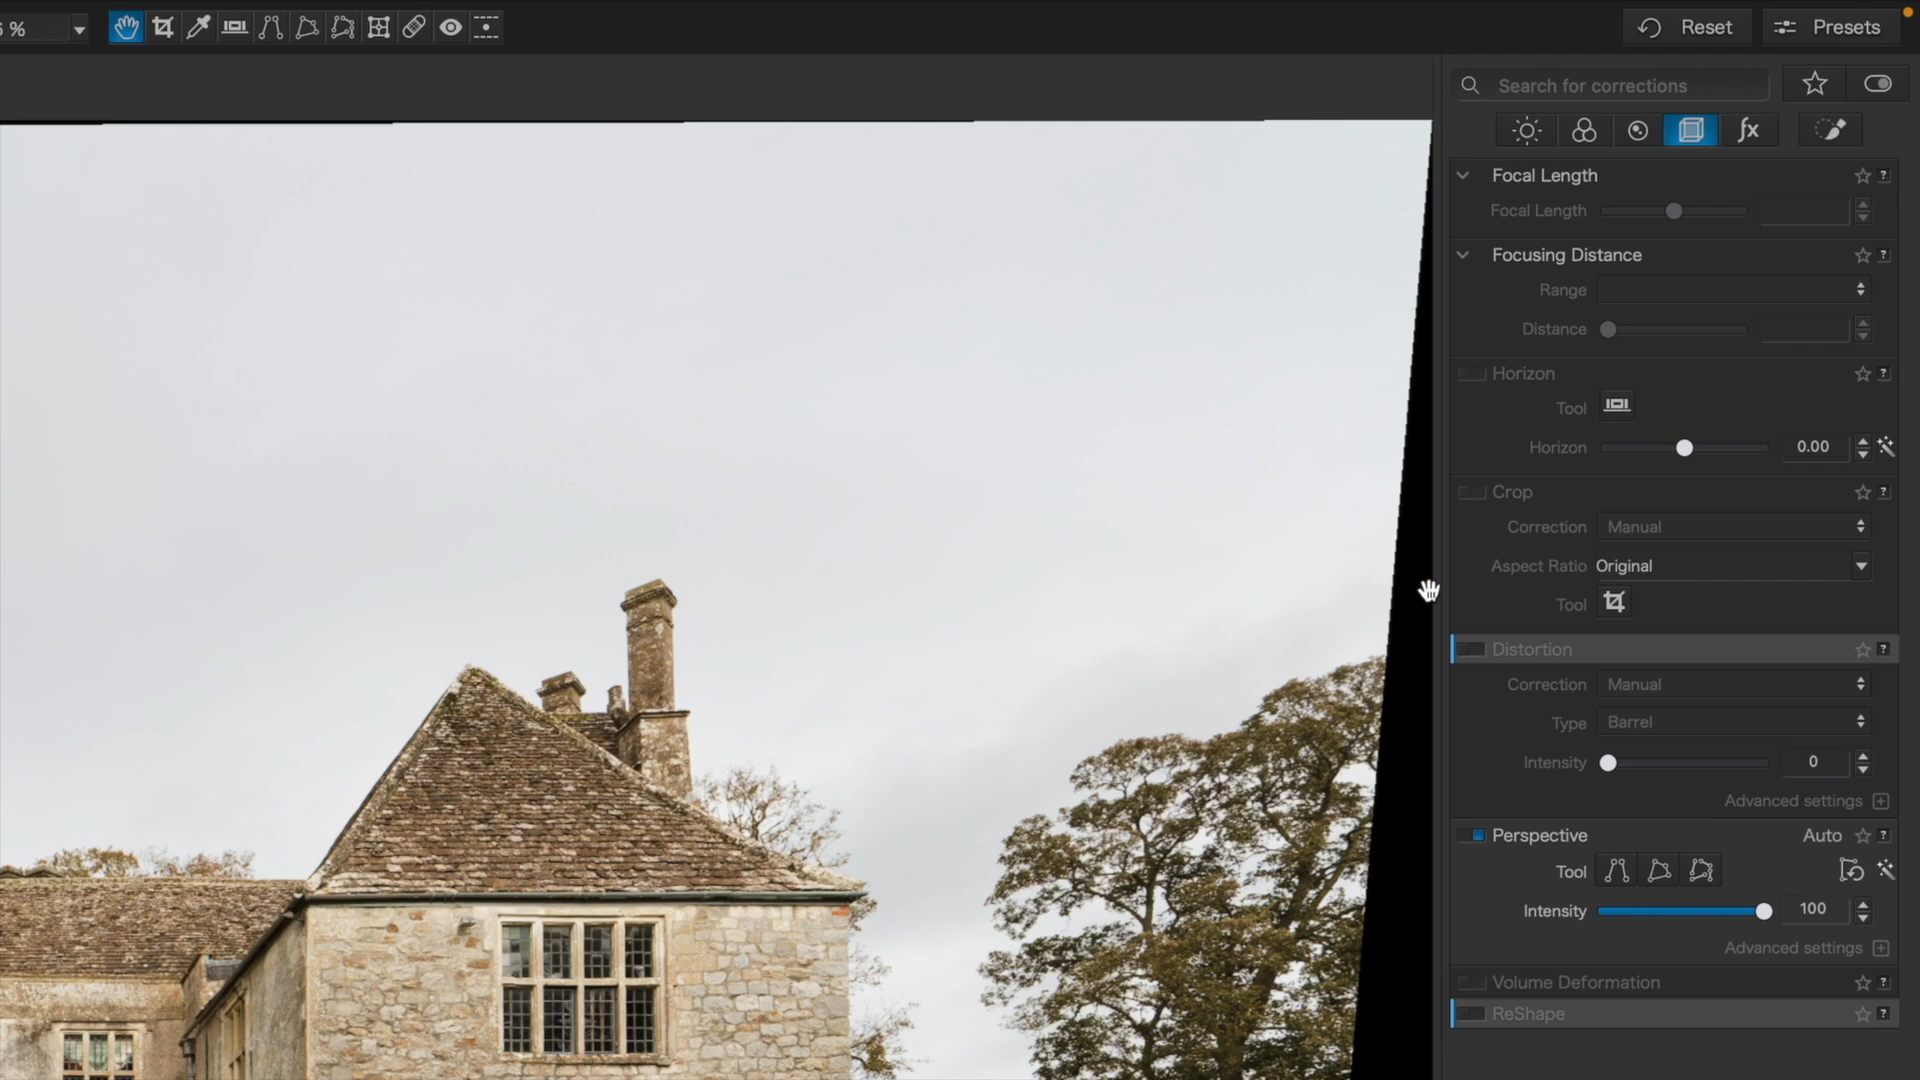 %
Reset
Presets
Search for corrections
fx
Focal Length
?
Focal Length
Focusing Distance
?
Range
Distance
Horizon
?
Tool
Horizon
0.00
Crop
?
Correction
Manual
Aspect Ratio
Original
Tool
Distortion
?
Correction
Manual
Type
Barrel
Intensity
0
Advanced settings
Perspective
Auto
?
Tool
Intensity
100
Advanced settings
Volume Deformation
?
ReShape
?